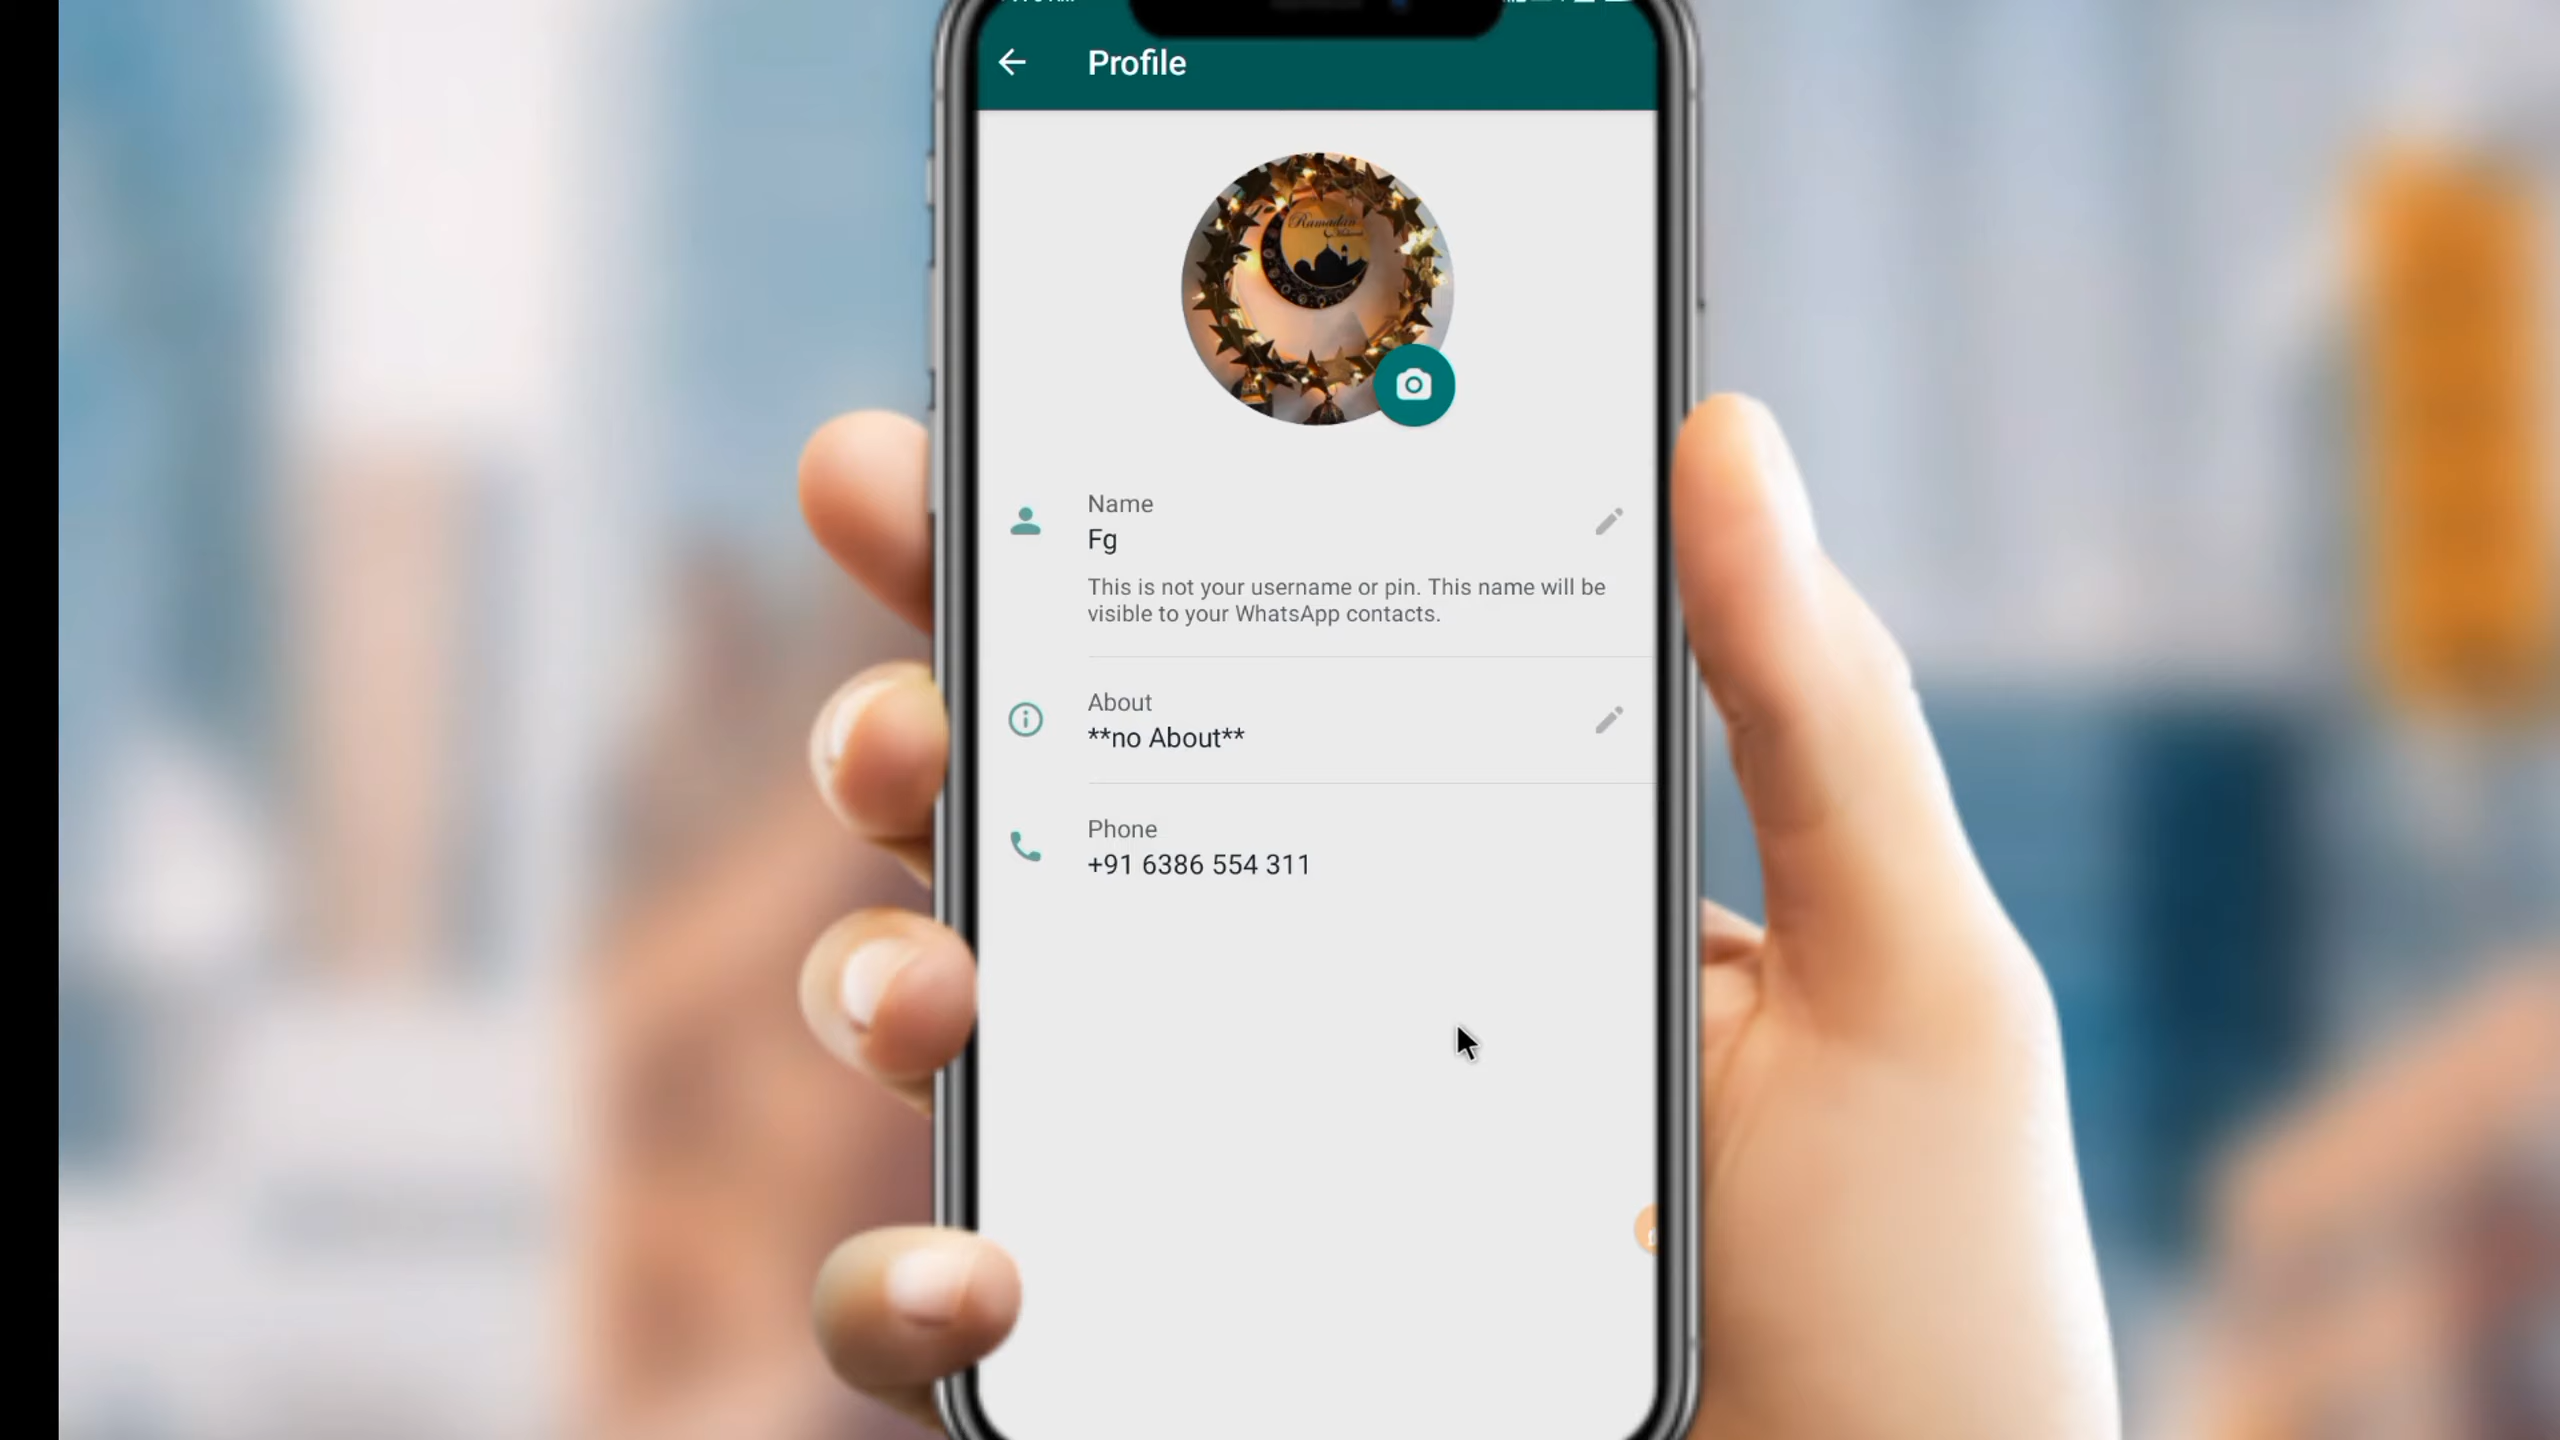 Profile
Ramadan
Name
Fg
This is not your username or pin. This name will be
visible to your WhatsApp contacts.
About
**no About**
Phone
+91 6386 554 311